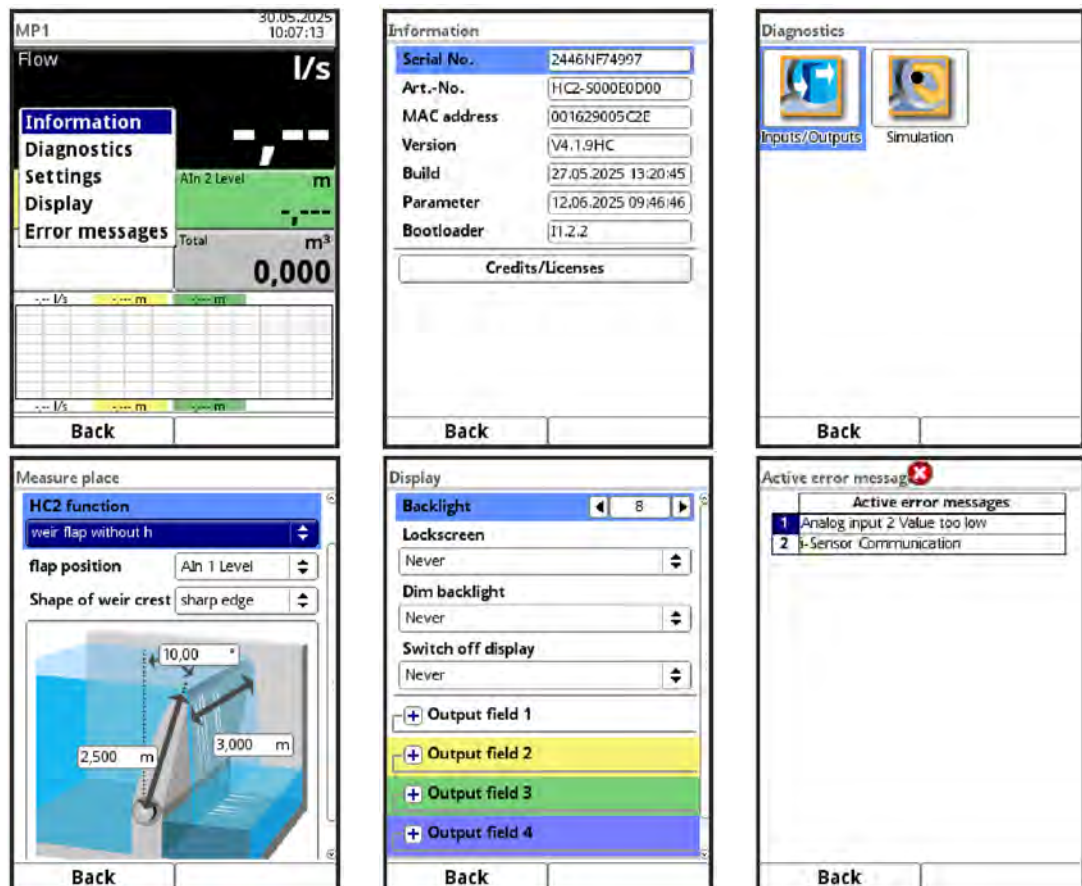 MP1
30.05.2025
10:07:13
Flow
l/s
Information
Diagnostics
Settings
Display
Error messages
-,--
AIn 2 Level
m
-,---
Total
m³
0,000
-,-- l/s
-,--- m
-,--- m
-,-- l/s
-,--- m
-,--- m
Back
Information
Serial No.
2446NF74997
Art.-No.
HC2-S000E0D00
MAC address
001629005C2E
Version
V4.1.9HC
Build
27.05.2025 13:20:45
Parameter
12.06.2025 09:46:46
Bootloader
I1.2.2
Credits/Licenses
Back
Diagnostics
Inputs/Outputs
Simulation
Back
Measure place
HC2 function
weir flap without h
flap position
AIn 1 Level
Shape of weir crest
sharp edge
10,00 °
2,500 m
3,000 m
Back
Display
Backlight
8
Lockscreen
Never
Dim backlight
Never
Switch off display
Never
Output field 1
Output field 2
Output field 3
Output field 4
Back
Active error messag
Active error messages
1 Analog input 2 Value too low
2 i-Sensor Communication
Back